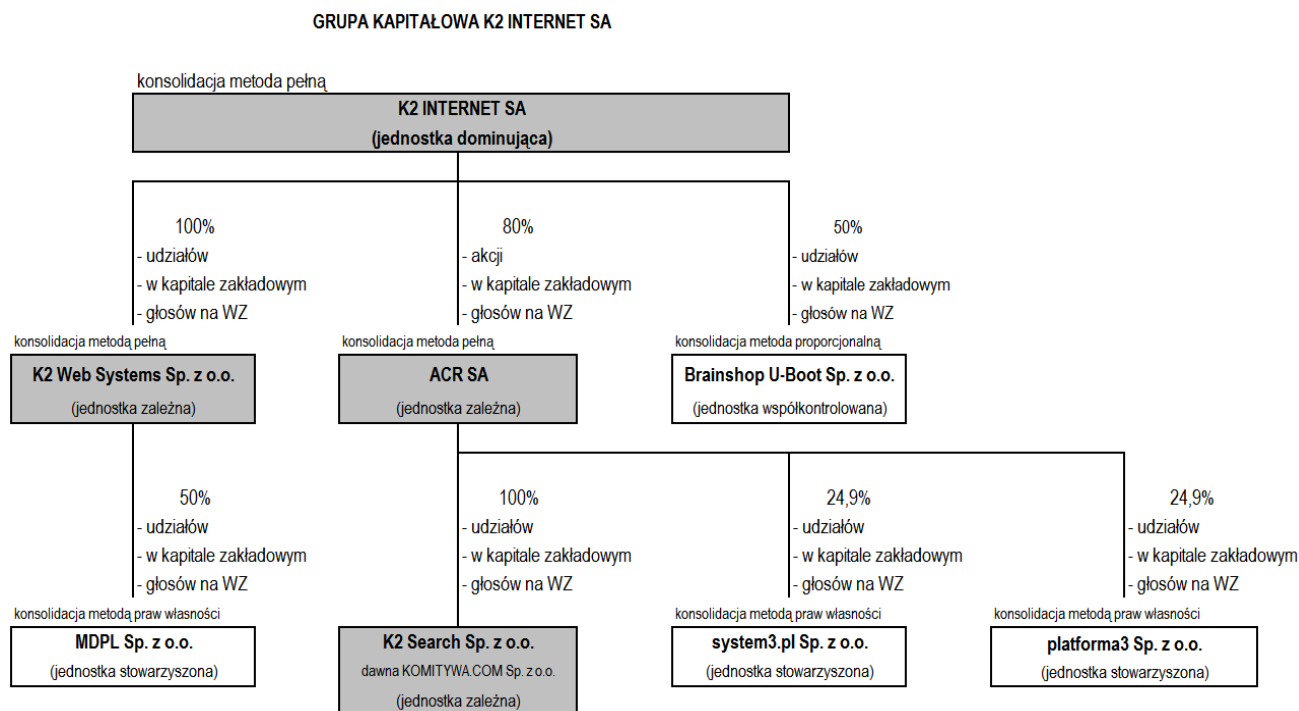 GRUPA KAPITAŁOWA K2 INTERNET SA
konsolidacja metoda pełną
K2 INTERNET SA
(jednostka dominująca)
100%
- udziałów
- w kapitale zakładowym
- głosów na WZ
80%
- akcji
- w kapitale zakładowym
- głosów na WZ
50%
- udziałów
- w kapitale zakładowym
- głosów na WZ
konsolidacja metodą pełną
K2 Web Systems Sp. z o.o.
(jednostka zależna)
konsolidacja metoda pełną
ACR SA
(jednostka zależna)
konsolidacja metoda proporcjonalną
Brainshop U-Boot Sp. z o.o.
(jednostka współkontrolowana)
50%
- udziałów
- w kapitale zakładowym
- głosów na WZ
100%
- udziałów
- w kapitale zakładowym
- głosów na WZ
24,9%
- udziałów
- w kapitale zakładowym
- głosów na WZ
24,9%
- udziałów
- w kapitale zakładowym
- głosów na WZ
konsolidacja metodą praw własności
MDPL Sp. z o.o.
(jednostka stowarzyszona)
K2 Search Sp. z o.o.
dawna KOMITYWA.COM Sp. z o.o.
(jednostka zależna)
konsolidacja metodą praw własności
system3.pl Sp. z o.o.
(jednostka stowarzyszona)
konsolidacja metodą praw własności
platforma3 Sp. z o.o.
(jednostka stowarzyszona)